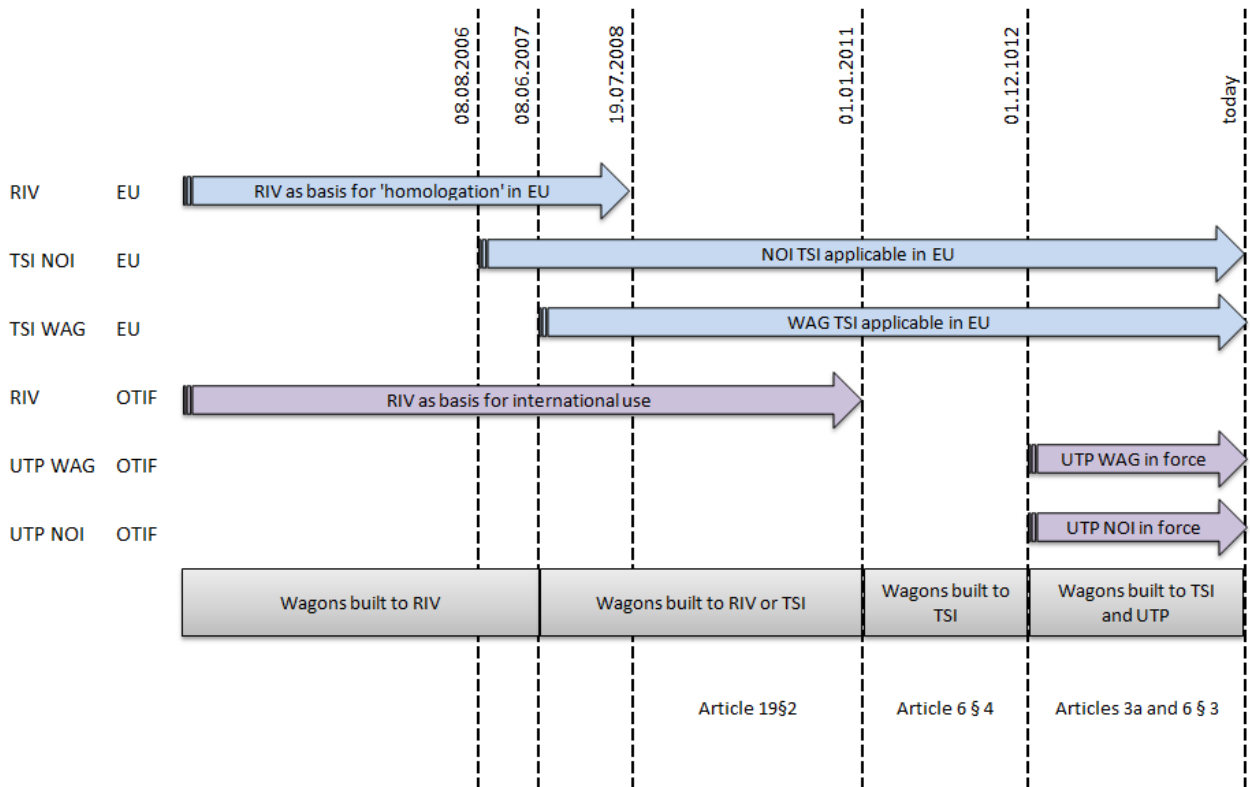 08.08.2006
08.06.2007
19.07.2008
01.01.2011
01.12.1012
today
RIV EU RIV as basis for 'homologation' in EU
TSI NOI EU NOI TSI applicable in EU
TSI WAG EU WAG TSI applicable in EU
RIV OTIF RIV as basis for international use
UTP WAG OTIF UTP WAG in force
UTP NOI OTIF UTP NOI in force
Wagons built to RIV
Wagons built to RIV or TSI
Wagons built to
TSI
Wagons built to TSI
and UTP
Article 19§2
Article 6 § 4
Articles 3a and 6 § 3